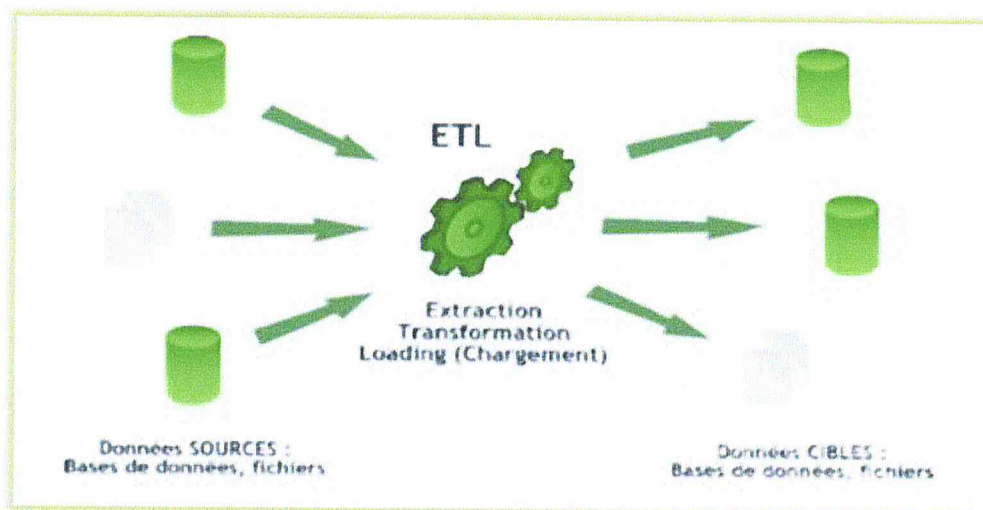 ETL
Extraction
Transformation
Loading (Chargement)
Données SOURCES :
Bases de données, fichiers
Données CIBLES :
Bases de données, fichiers